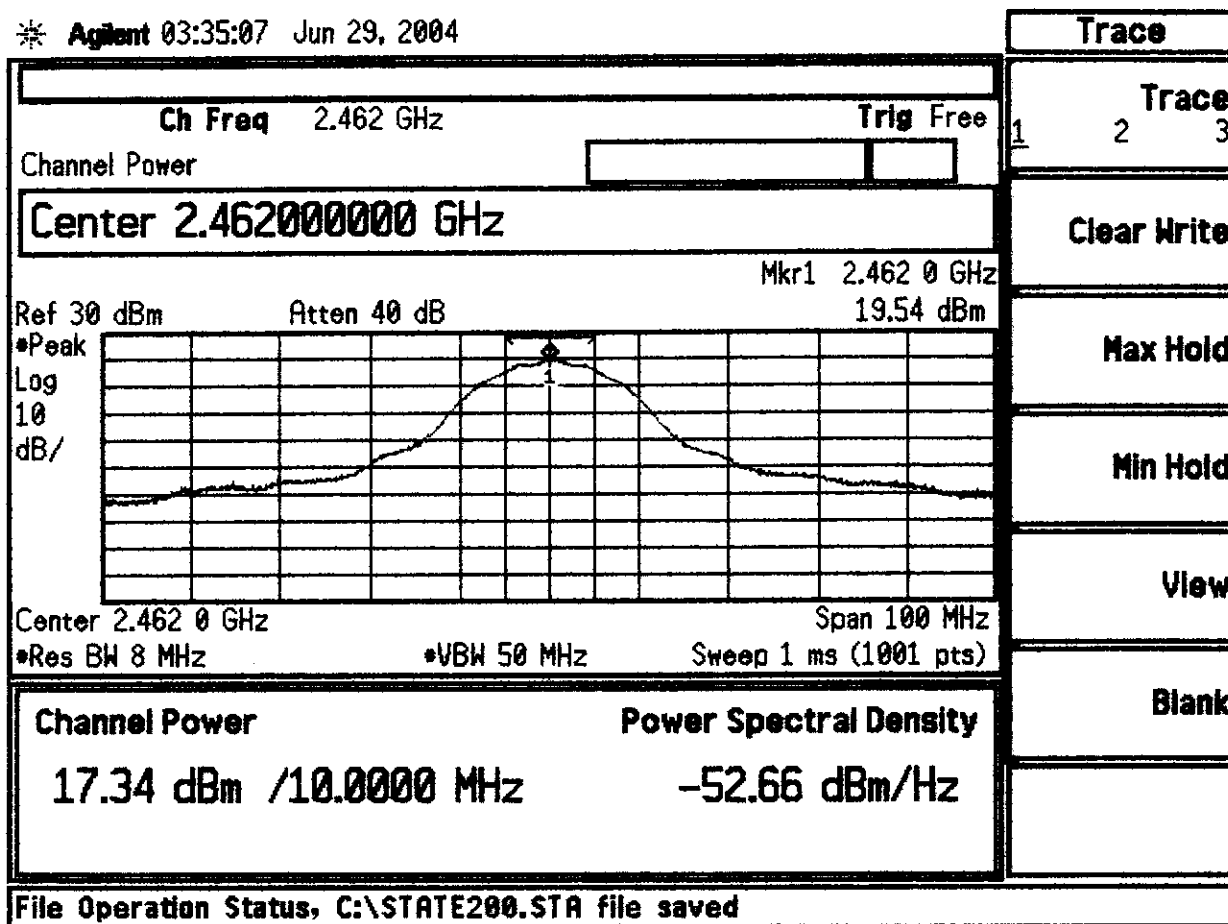 Agilent 03:35:07 Jun 29, 2004
Trace
Ch Freq 2.462 GHz
Trig Free
Trace
1 2 3
Channel Power
Center 2.462000000 GHz
Clear Write
Mkr1 2.462 0 GHz
Ref 30 dBm Atten 40 dB 19.54 dBm
*Peak
Log
10
dB/
1
Max Hold
Min Hold
Center 2.462 0 GHz Span 100 MHz
*Res BW 8 MHz *VBW 50 MHz Sweep 1 ms (1001 pts)
View
Channel Power Power Spectral Density
Blank
17.34 dBm /10.0000 MHz -52.66 dBm/Hz
File Operation Status, C:\STATE200.STA file saved